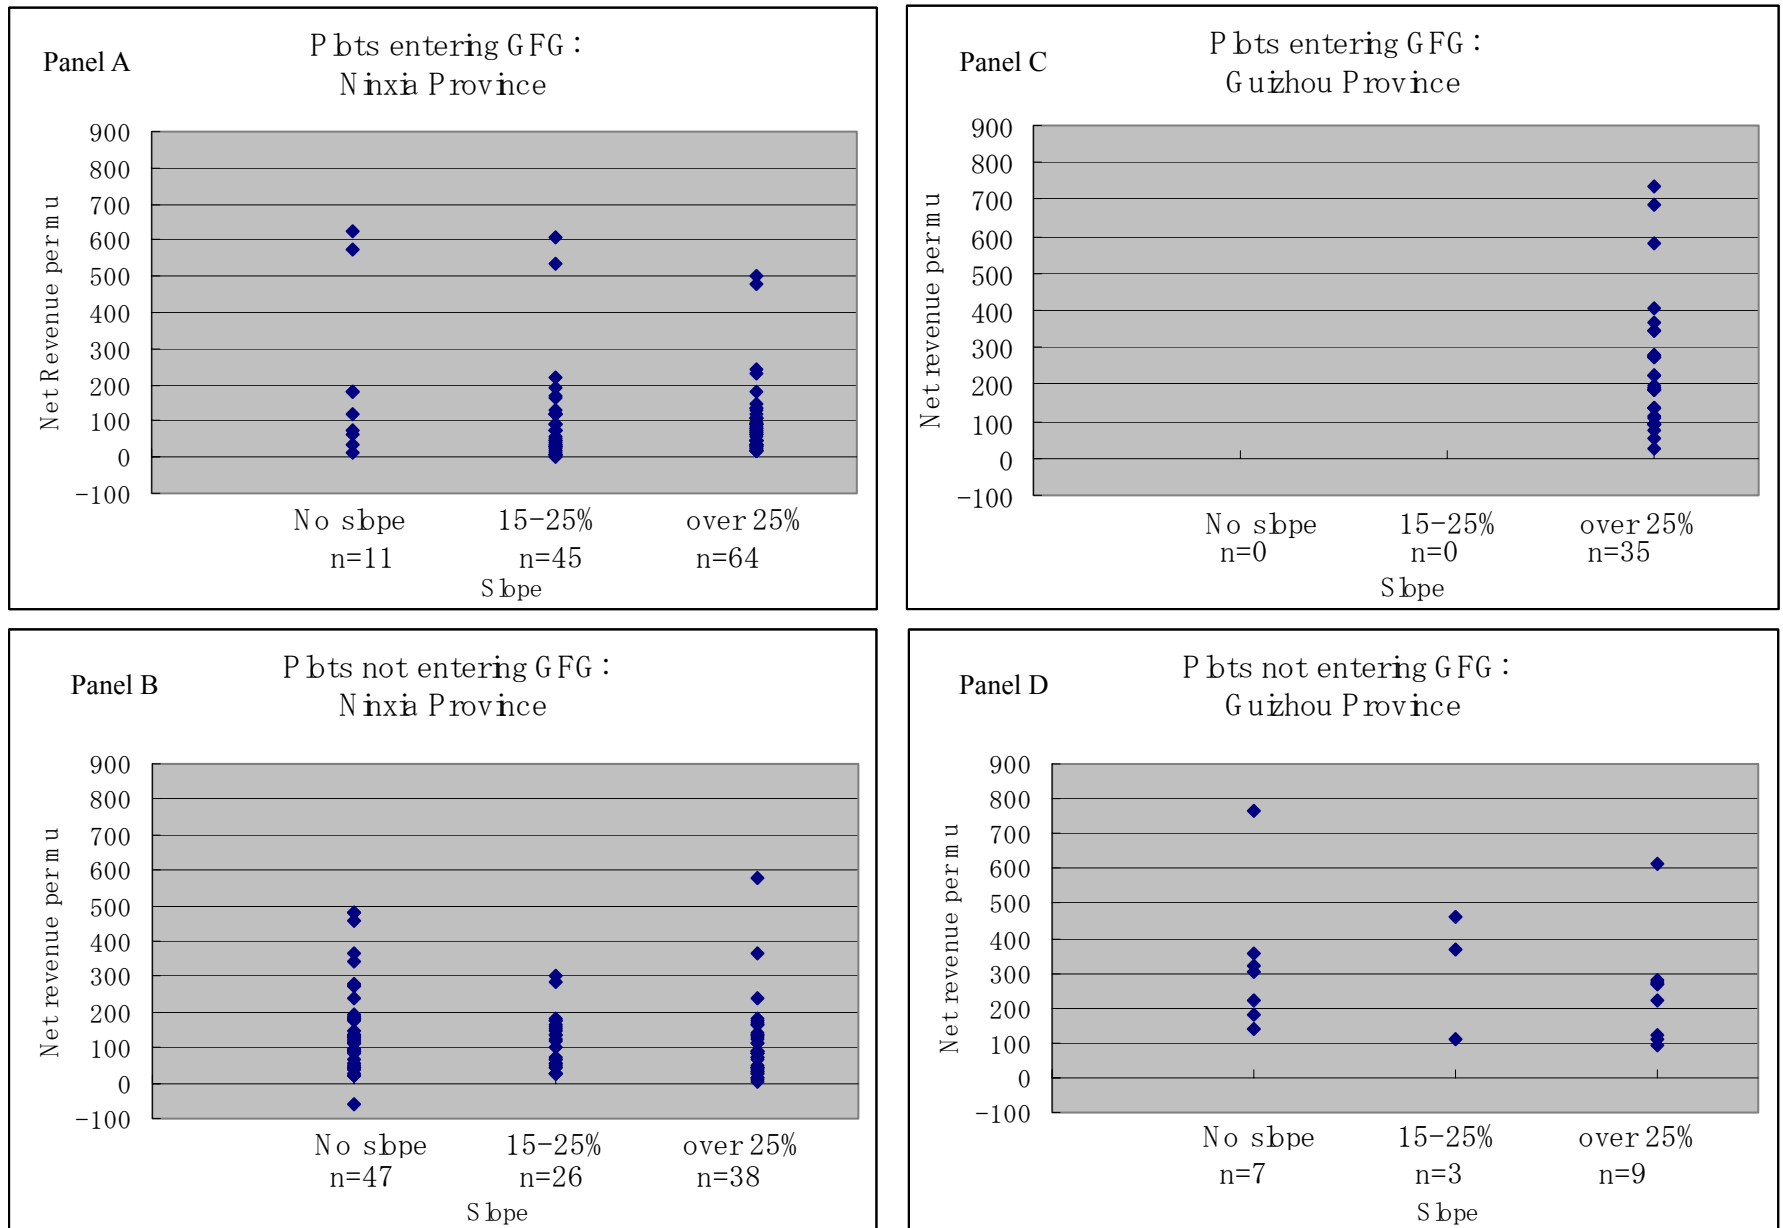 Panel A
Plots entering GFG:
Ninxia Province
Net Revenue per mu
900
800
700
600
500
400
300
200
100
0
-100
No slope
15-25%
over 25%
n=11
n=45
n=64
Slope
Panel C
Plots entering GFG:
Guizhou Province
Net revenue per mu
900
800
700
600
500
400
300
200
100
0
-100
No slope
15-25%
over 25%
n=0
n=0
n=35
Slope
Panel B
Plots not entering GFG:
Ninxia Province
Net revenue per mu
900
800
700
600
500
400
300
200
100
0
-100
No slope
15-25%
over 25%
n=47
n=26
n=38
Slope
Panel D
Plots not entering GFG:
Guizhou Province
Net revenue per mu
900
800
700
600
500
400
300
200
100
0
-100
No slope
15-25%
over 25%
n=7
n=3
n=9
Slope